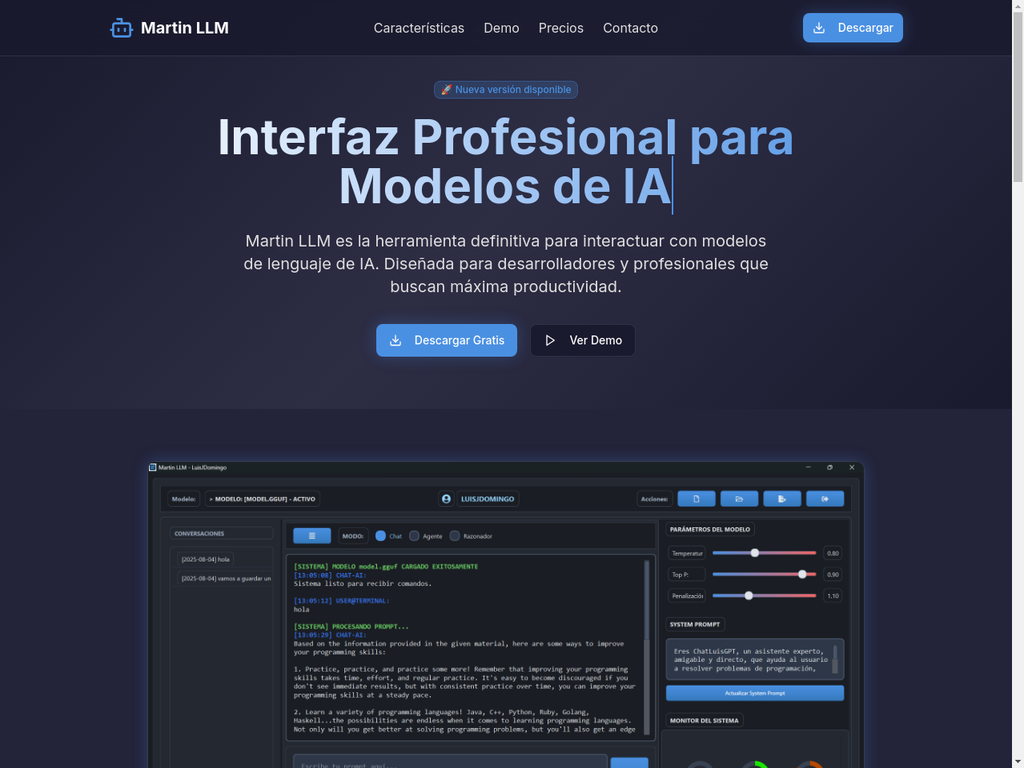 Martin LLM
Características
Demo
Precios
Contacto
Descargar
🚀 Nueva versión disponible
Interfaz Profesional para
Modelos de IA
Martin LLM es la herramienta definitiva para interactuar con modelos
de lenguaje de IA. Diseñada para desarrolladores y profesionales que
buscan máxima productividad.
Descargar Gratis
Ver Demo
Martin LLM - LuisJDomingo
Modelo:
» MODELO: [MODEL.GGUF] - ACTIVO
LUISJDOMINGO
Acciones:
CONVERSACIONES
[2025-08-04] hola
[2025-08-04] vamos a guardar un
MODO:
Chat
Agente
Razonador
[SISTEMA] MODELO model.gguf CARGADO EXITOSAMENTE
[13:05:08] CHAT-AI:
Sistema listo para recibir comandos.
[13:05:12] USER@TERMINAL:
hola
[SISTEMA] PROCESANDO PROMPT...
[13:05:29] CHAT-AI:
Based on the information provided in the given material, here are some ways to improve
your programming skills:
1. Practice, practice, and practice some more! Remember that improving your programming
skills takes time, effort, and regular practice. It's easy to become discouraged if you
don't see immediate results, but with consistent practice over time, you can improve your
programming skills at a steady pace.
2. Learn a variety of programming languages! Java, C++, Python, Ruby, Golang,
Haskell...the possibilities are endless when it comes to learning programming languages.
Not only will you get better at solving programming problems, but you'll also get an edge
Escribe tu prompt aquí...
PARÁMETROS DEL MODELO
Temperatur
0.80
Top P:
0.90
Penalizació
1.10
SYSTEM PROMPT
Eres ChatLuisGPT, un asistente experto,
amigable y directo, que ayuda al usuario
a resolver problemas de programación,
Actualizar System Prompt
MONITOR DEL SISTEMA